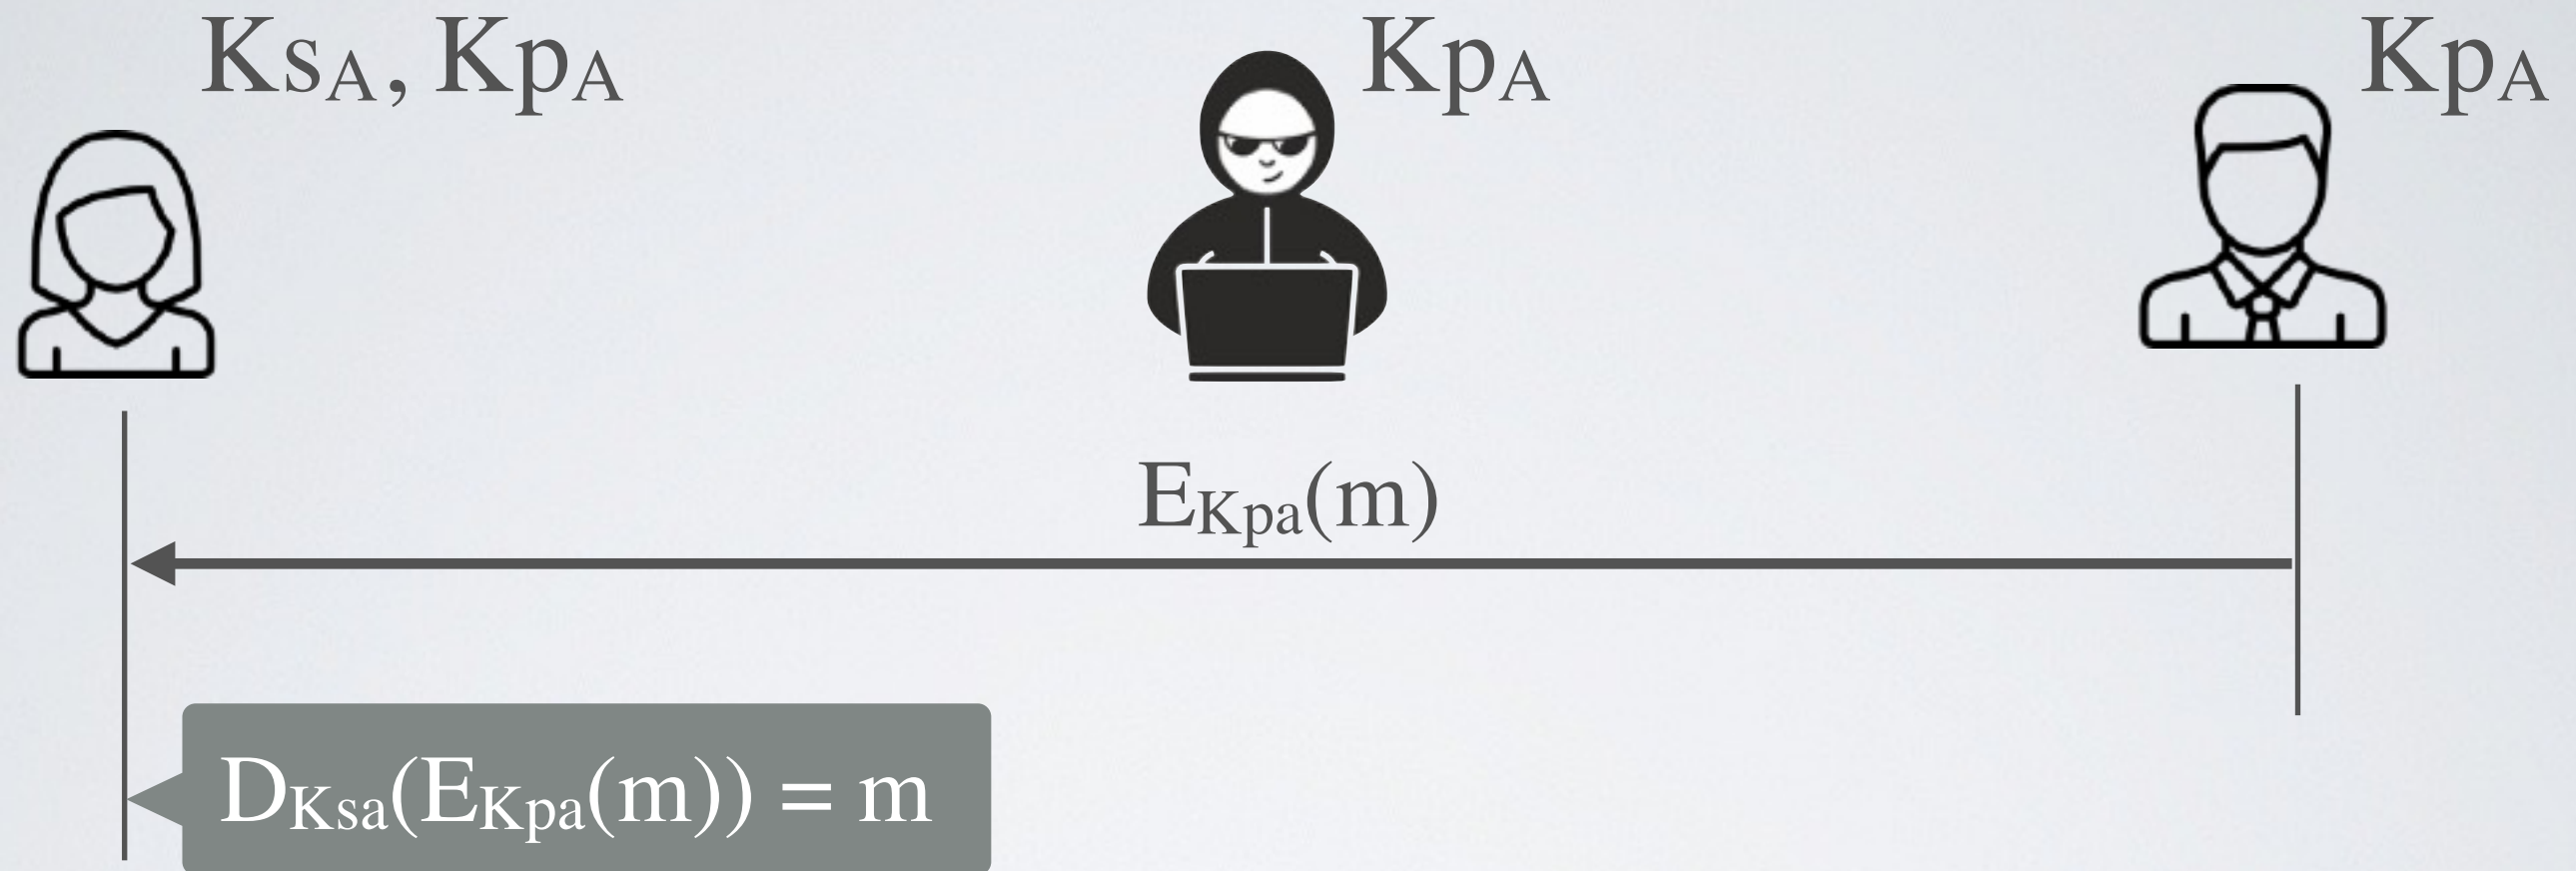 KsA, KpA
KpA
KpA
EKpa(m)
DKsa(EKpa(m)) = m